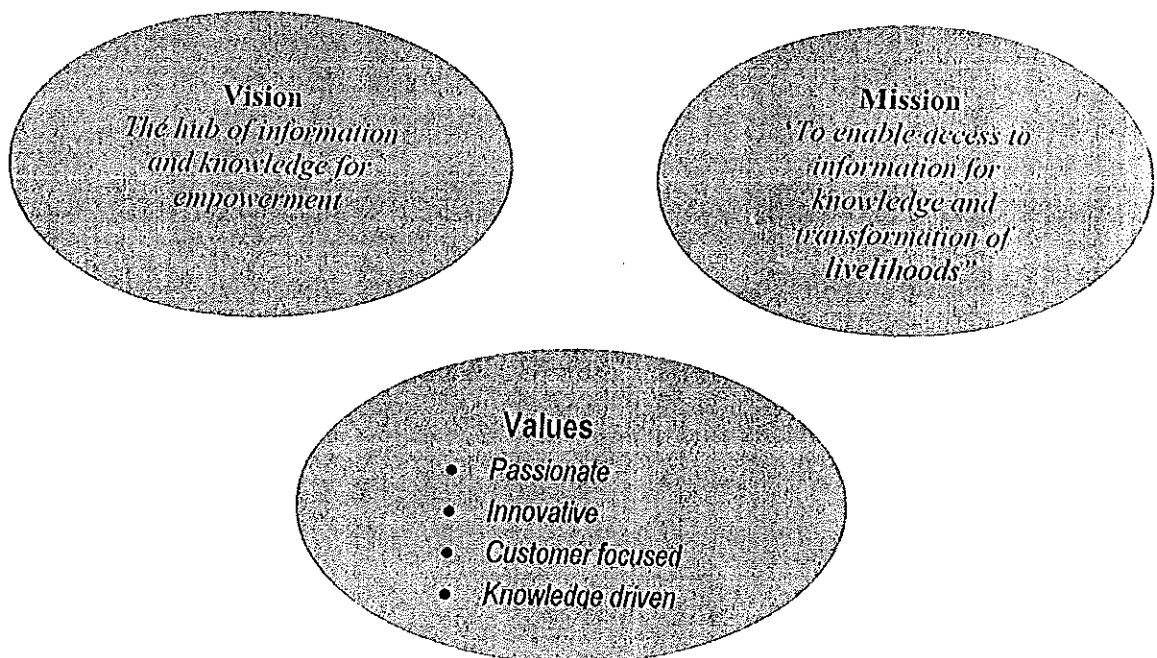 Vision
The hub of information
and knowledge for
empowerment
Mission
"To enable access to
information for
knowledge and
transformation of
livelihoods"
Values
• Passionate
• Innovative
• Customer focused
• Knowledge driven